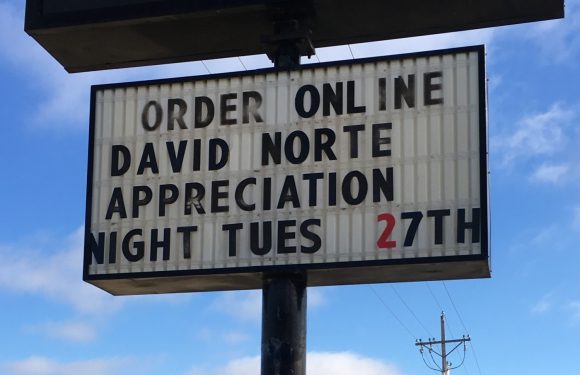 ORDER ONLINE
DAVID NORTE
APPRECIATION
NIGHT TUES 27TH